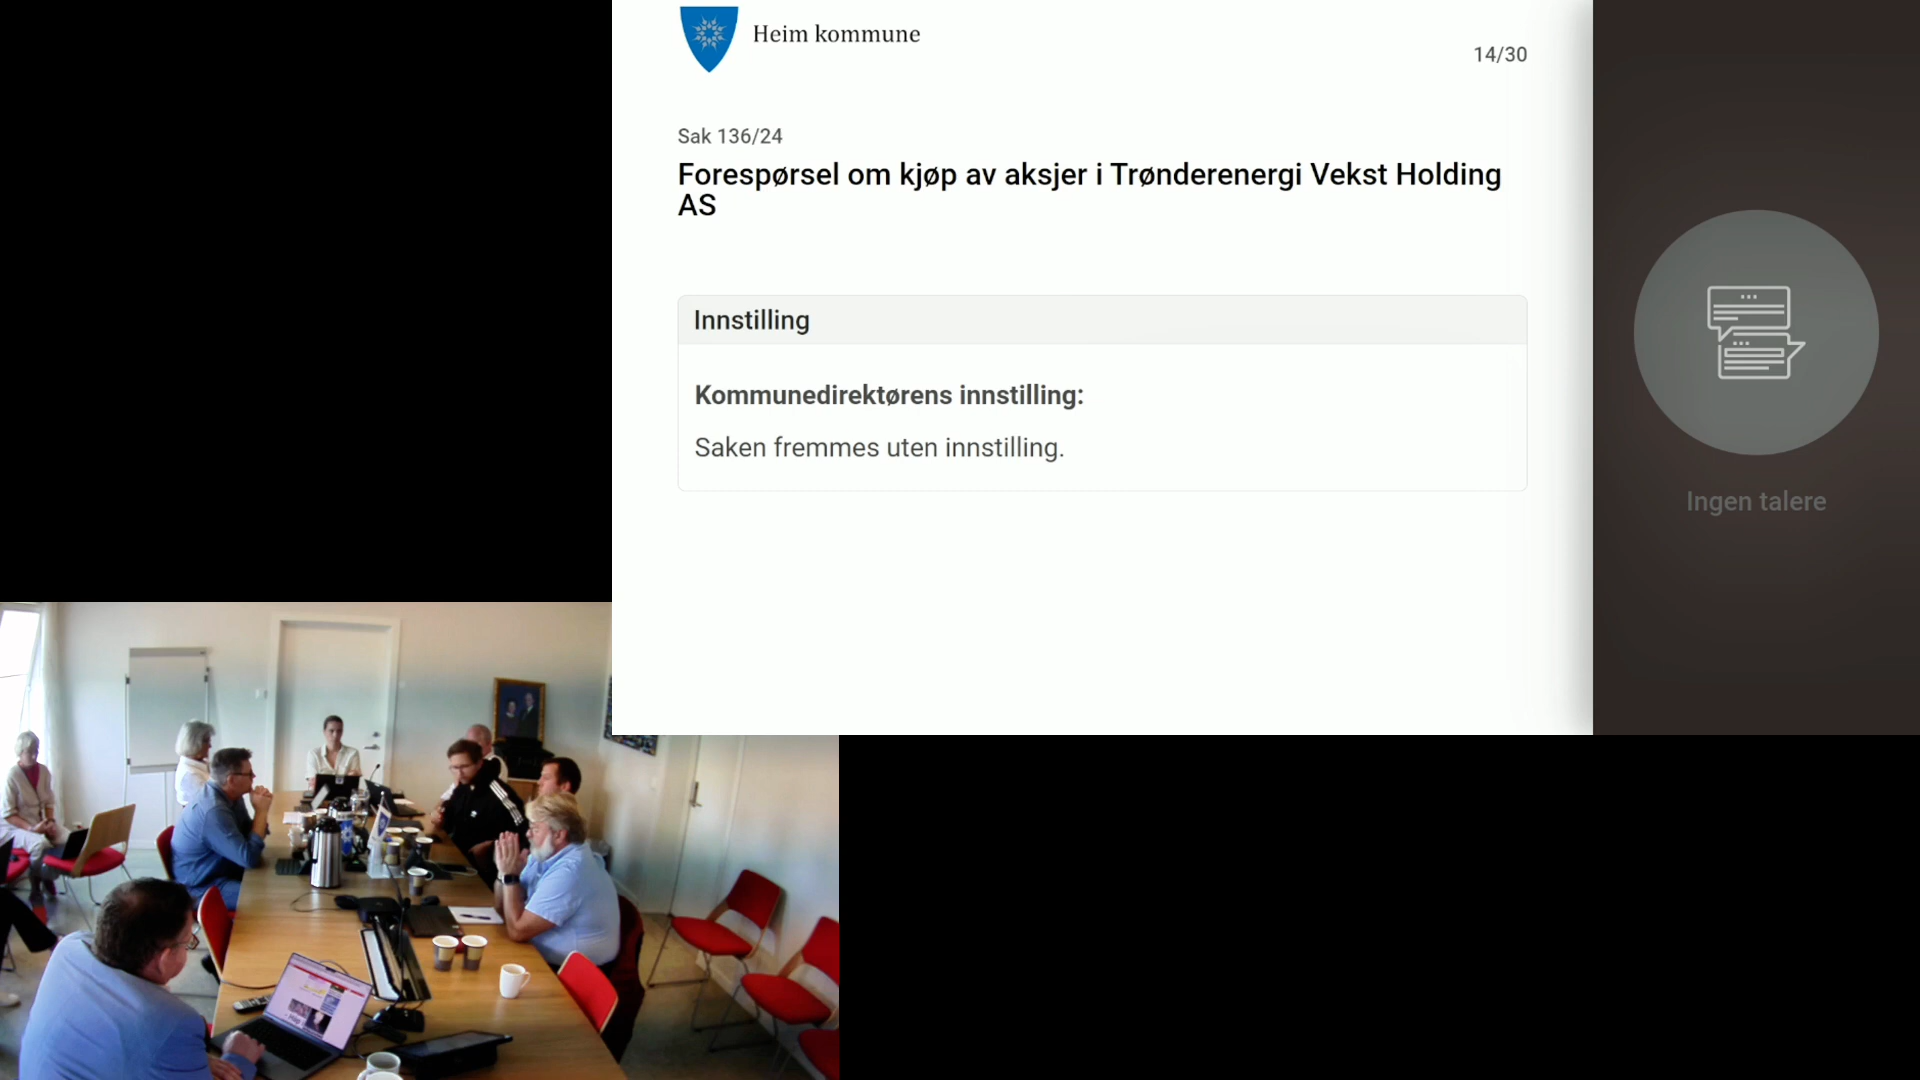 Heim kommune
14/30
Sak 136/24
Forespørsel om kjøp av aksjer i Trønderenergi Vekst Holding
AS
Innstilling
Kommunedirektørens innstilling:
Saken fremmes uten innstilling.
Ingen talere